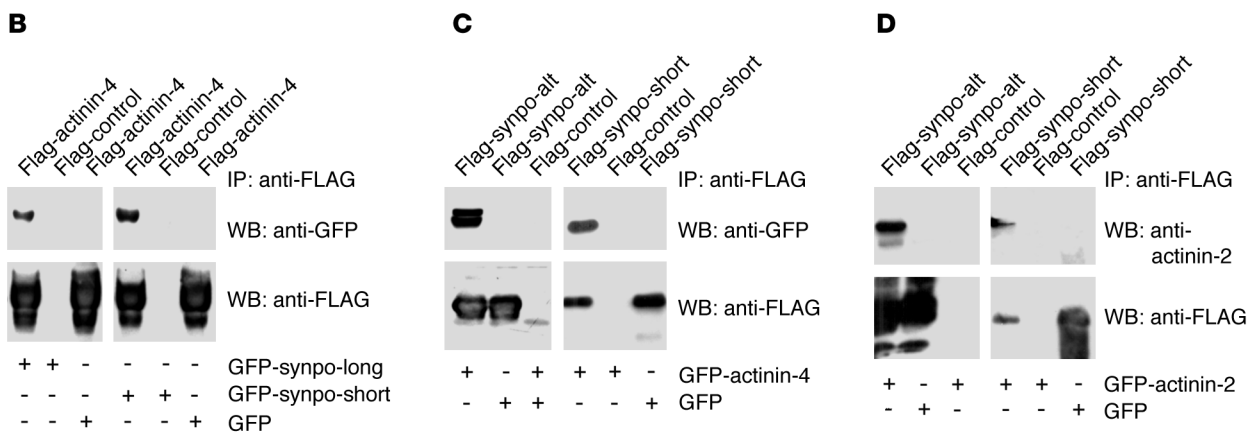 B
Flag-actinin-4
Flag-control
Flag-actinin-4
Flag-actinin-4
Flag-control
Flag-actinin-4
IP: anti-FLAG
WB: anti-GFP
WB: anti-FLAG
+ + - - - - GFP-synpo-long
- - - + + - GFP-synpo-short
- - + - - + GFP
C
Flag-synpo-alt
Flag-synpo-alt
Flag-control
Flag-synpo-short
Flag-control
Flag-synpo-short
IP: anti-FLAG
WB: anti-GFP
WB: anti-FLAG
+ - + + + - GFP-actinin-4
- + + - - + GFP
D
Flag-synpo-alt
Flag-synpo-alt
Flag-control
Flag-synpo-short
Flag-control
Flag-synpo-short
IP: anti-FLAG
WB: anti-
actinin-2
WB: anti-FLAG
+ - + + + - GFP-actinin-2
- + - - - + GFP